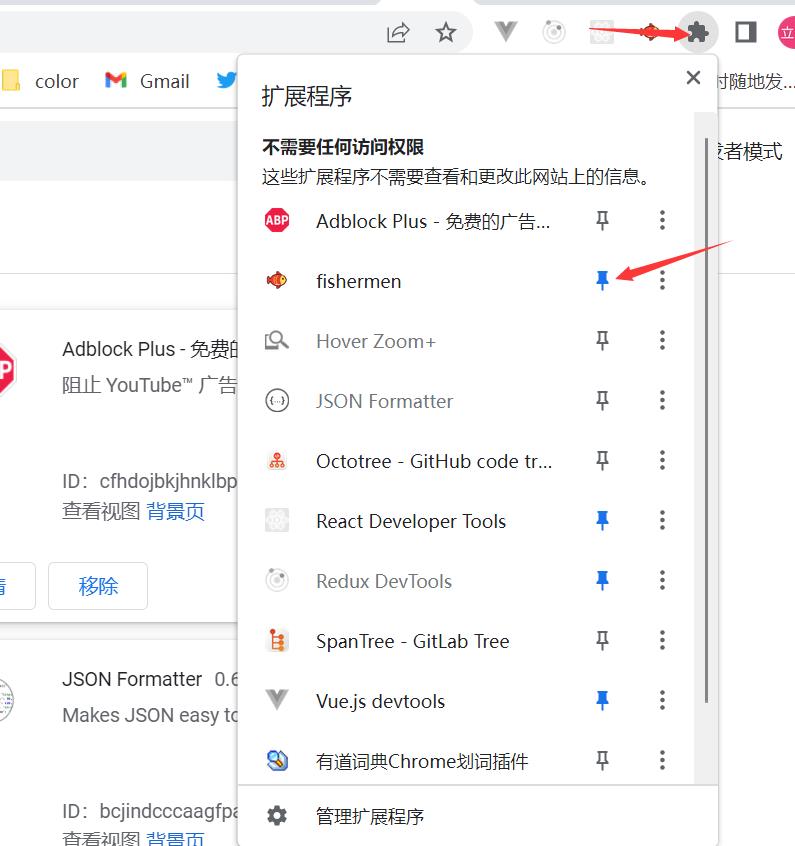 立
color
Gmail
时随地发...
扩展程序
不需要任何访问权限
这些扩展程序不需要查看和更改此网站上的信息。
者模式
ABP
Adblock Plus - 免费的广告...
fishermen
Hover Zoom+
JSON Formatter
Octotree - GitHub code tr...
React Developer Tools
Redux DevTools
SpanTree - GitLab Tree
Vue.js devtools
有道词典Chrome划词插件
管理扩展程序
P
Adblock Plus - 免费的
阻止 YouTube™ 广告
ID: cfhdojbkjhnklbp
查看视图 背景页
移除
JSON Formatter 0.6
Makes JSON easy to
ID: bcjindcccaagfpa
查看视图 背景页